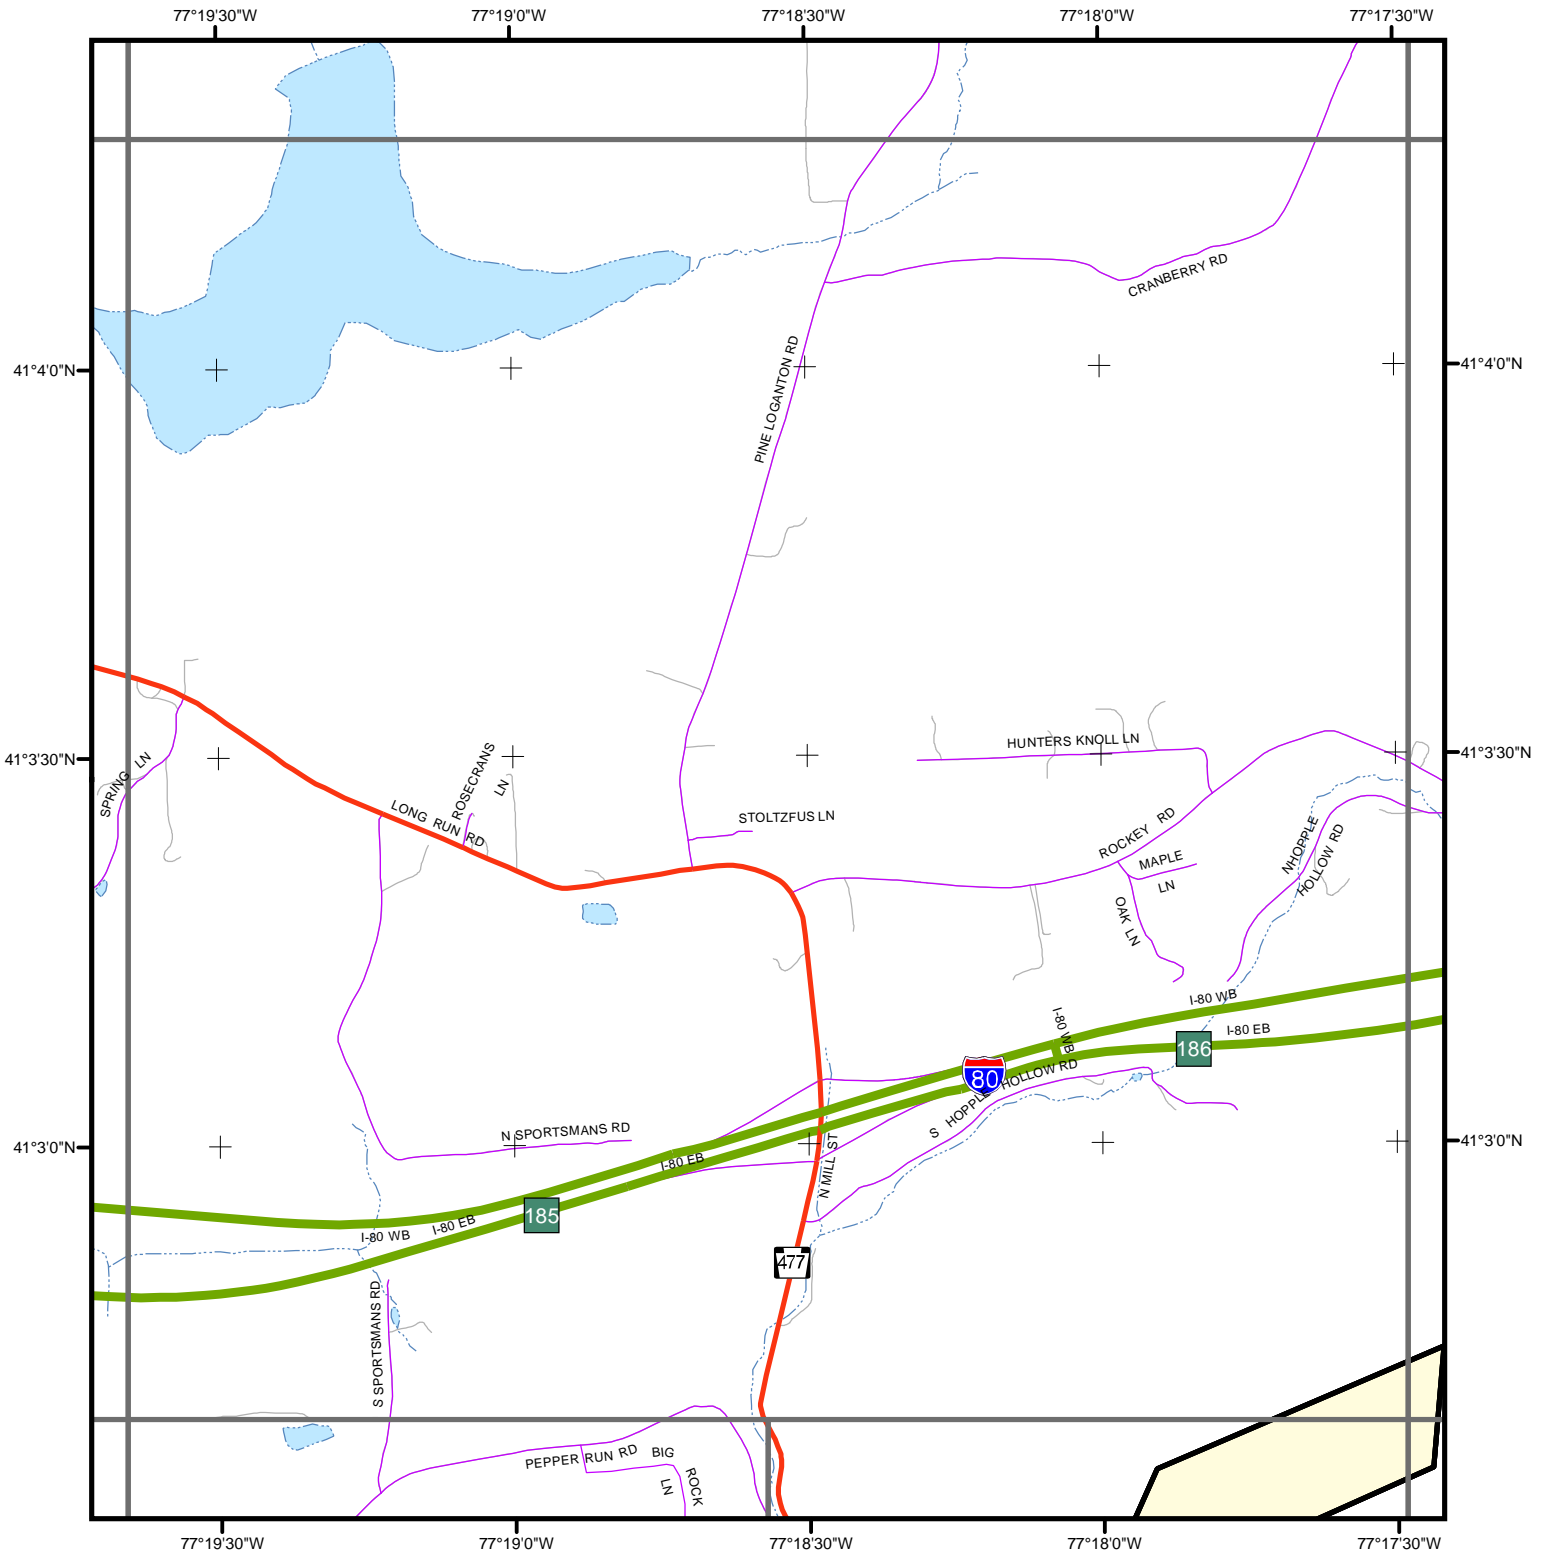 77°19'30"W 77°19'0"W 77°18'30"W 77°18'0"W 77°17'30"W
CRANBERRY RD
PINE LOGANTON RD
41°4'0"N 41°4'0"N
HUNTERS KNOLL LN
41°3'30"N 41°3'30"N
SPRING LN
ROSECRANS
LN
LONG RUN RD
STOLTZFUS LN
ROCKEY RD
MAPLE
LN
OAK LN
NHOPPLE
HOLLOW RD
I-80 WB
I-80 EB
I-80 WB
186
80
S HOPPLE HOLLOW RD
N SPORTSMANS RD
41°3'0"N 41°3'0"N
I-80 EB
N MILL ST
185
I-80 EB
I-80 WB
477
S SPORTSMANS RD
PEPPER RUN RD
BIG
ROCK
LN
77°19'30"W 77°19'0"W 77°18'30"W 77°18'0"W 77°17'30"W